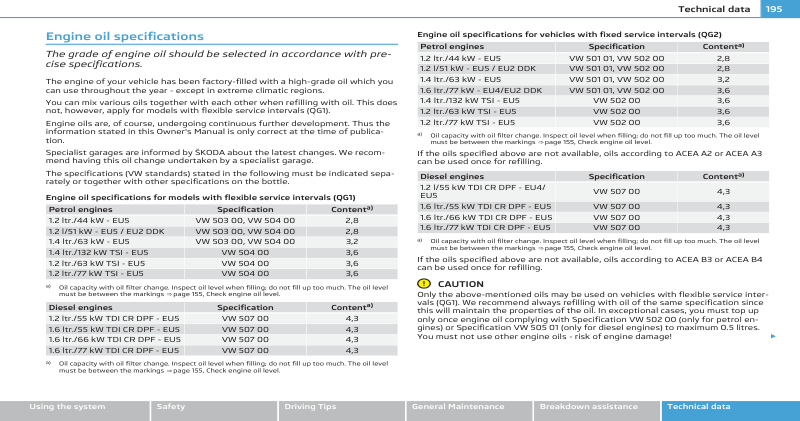 Technical data 195
Engine oil specifications
The grade of engine oil should be selected in accordance with pre-
cise specifications.
The engine of your vehicle has been factory-filled with a high-grade oil which you
can use throughout the year - except in extreme climatic regions.
You can mix various oils together with each other when refilling with oil. This does
not, however, apply for models with flexible service intervals (QG1).
Engine oils are, of course, undergoing continuous further development. Thus the
information stated in this Owner's Manual is only correct at the time of publica-
tion.
Specialist garages are informed by ŠKODA about the latest changes. We recom-
mend having this oil change undertaken by a specialist garage.
The specifications (VW standards) stated in the following must be indicated sepa-
rately or together with other specifications on the bottle.
Engine oil specifications for models with flexible service intervals (QG1)
Petrol engines Specification Contentª⁾
1.2 ltr./44 kW - EU5 VW 503 00, VW 504 00 2,8
1.2 l/51 kW - EU5 / EU2 DDK VW 503 00, VW 504 00 2,8
1.4 ltr./63 kW - EU5 VW 503 00, VW 504 00 3,2
1.4 ltr./132 kW TSI - EU5 VW 504 00 3,6
1.2 ltr./63 kW TSI - EU5 VW 504 00 3,6
1.2 ltr./77 kW TSI - EU5 VW 504 00 3,6
a) Oil capacity with oil filter change. Inspect oil level when filling; do not fill up too much. The oil level
must be between the markings ⇒ page 155, Check engine oil level.
Diesel engines Specification Contentª⁾
1.2 ltr./55 kW TDI CR DPF - EU5 VW 507 00 4,3
1.6 ltr./55 kW TDI CR DPF - EU5 VW 507 00 4,3
1.6 ltr./66 kW TDI CR DPF - EU5 VW 507 00 4,3
1.6 ltr./77 kW TDI CR DPF - EU5 VW 507 00 4,3
a) Oil capacity with oil filter change. Inspect oil level when filling; do not fill up too much. The oil level
must be between the markings ⇒ page 155, Check engine oil level.
Engine oil specifications for vehicles with fixed service intervals (QG2)
Petrol engines Specification Contentª⁾
1.2 ltr./44 kW - EU5 VW 501 01, VW 502 00 2,8
1.2 l/51 kW - EU5 / EU2 DDK VW 501 01, VW 502 00 2,8
1.4 ltr./63 kW - EU5 VW 501 01, VW 502 00 3,2
1.6 ltr./77 kW - EU4/EU2 DDK VW 501 01, VW 502 00 3,6
1.4 ltr./132 kW TSI - EU5 VW 502 00 3,6
1.2 ltr./63 kW TSI - EU5 VW 502 00 3,6
1.2 ltr./77 kW TSI - EU5 VW 502 00 3,6
a) Oil capacity with oil filter change. Inspect oil level when filling; do not fill up too much. The oil level
must be between the markings ⇒ page 155, Check engine oil level.
If the oils specified above are not available, oils according to ACEA A2 or ACEA A3
can be used once for refilling.
Diesel engines Specification Contentª⁾
1.2 l/55 kW TDI CR DPF - EU4/
EU5 VW 507 00 4,3
1.6 ltr./55 kW TDI CR DPF - EU5 VW 507 00 4,3
1.6 ltr./66 kW TDI CR DPF - EU5 VW 507 00 4,3
1.6 ltr./77 kW TDI CR DPF - EU5 VW 507 00 4,3
a) Oil capacity with oil filter change. Inspect oil level when filling; do not fill up too much. The oil level
must be between the markings ⇒ page 155, Check engine oil level.
If the oils specified above are not available, oils according to ACEA B3 or ACEA B4
can be used once for refilling.
! CAUTION
Only the above-mentioned oils may be used on vehicles with flexible service inter-
vals (QG1). We recommend always refilling with oil of the same specification since
this will maintain the properties of the oil. In exceptional cases, you must top up
only once engine oil complying with Specification VW 502 00 (only for petrol en-
gines) or Specification VW 505 01 (only for diesel engines) to maximum 0.5 litres.
You must not use other engine oils - risk of engine damage!
Using the system Safety Driving Tips General Maintenance Breakdown assistance Technical data